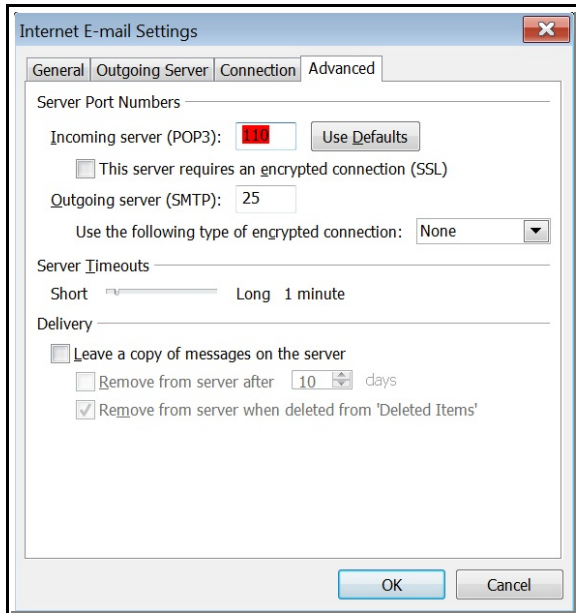 Internet E-mail Settings
General Outgoing Server Connection Advanced
Server Port Numbers
Incoming server (POP3): 110 Use Defaults
This server requires an encrypted connection (SSL)
Outgoing server (SMTP): 25
Use the following type of encrypted connection: None
Server Timeouts
Short Long 1 minute
Delivery
Leave a copy of messages on the server
Remove from server after 10 days
Remove from server when deleted from 'Deleted Items'
OK Cancel